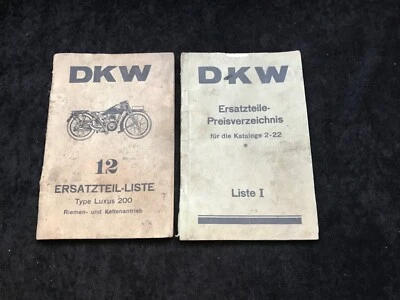 DKW
12
ERSATZTEIL-LISTE
Type Luxus 200
Riemen- und Kettenantrieb
DKW
Ersatzteile-
Preisverzeichnis
für die Kataloge 2-22
*
Liste I